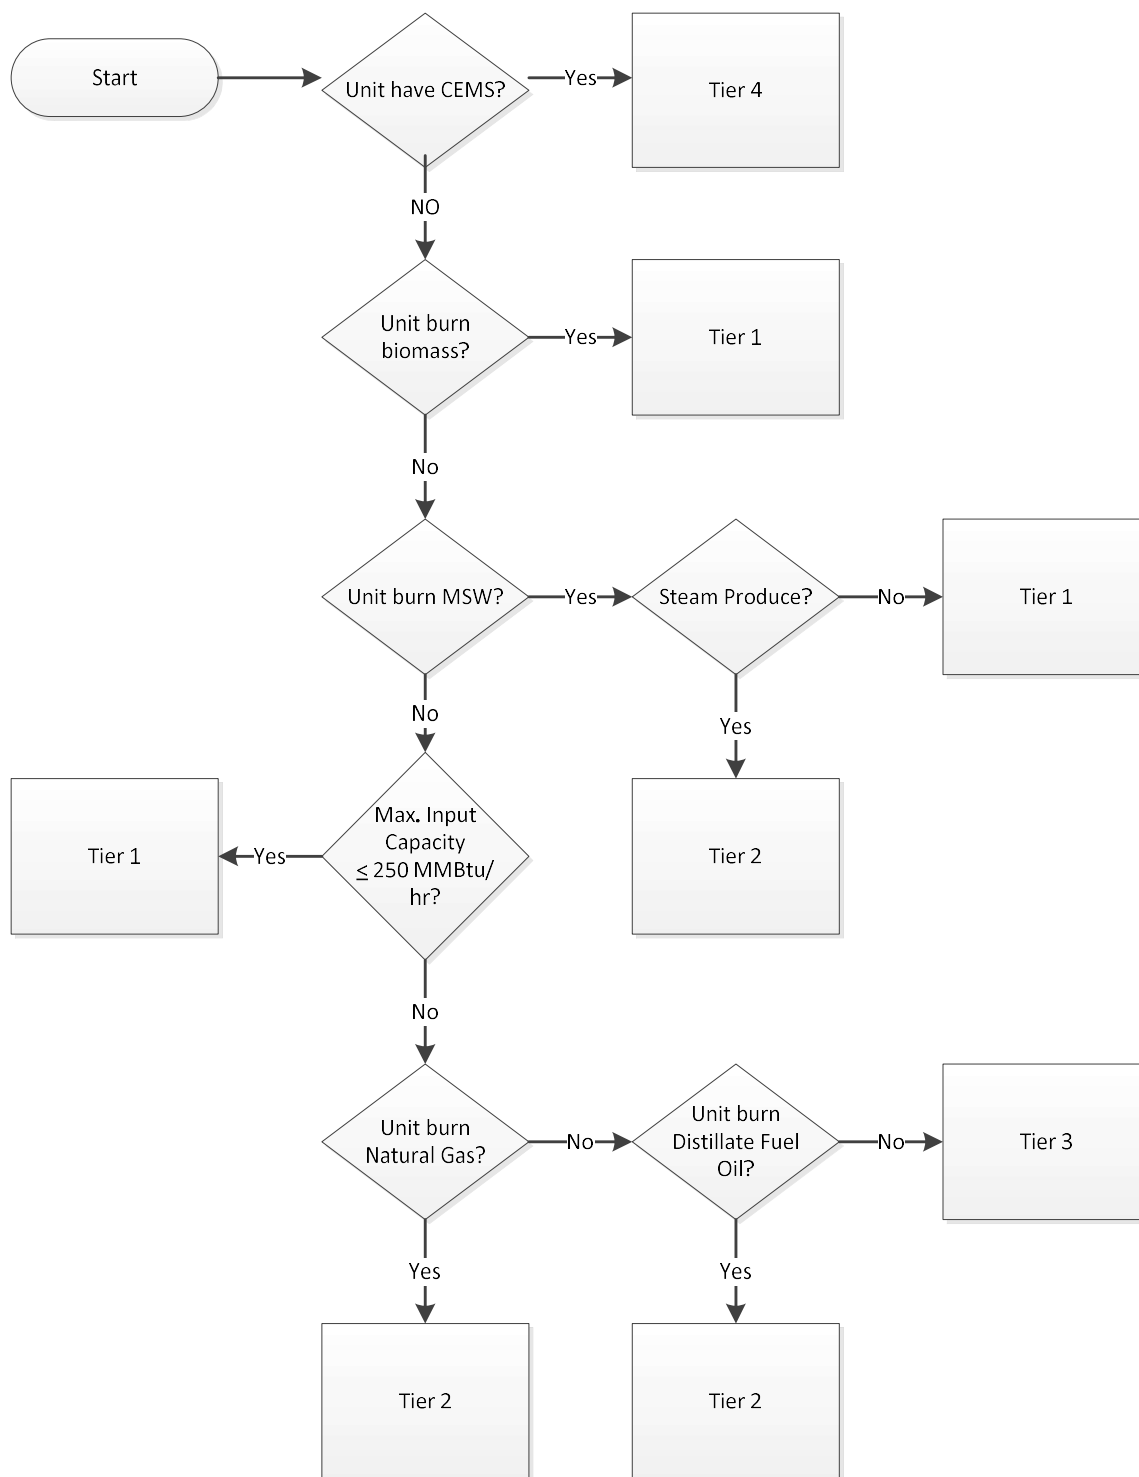 Start
Unit have CEMS?
Yes
Tier 4
NO
Unit burn
biomass?
Yes
Tier 1
No
Unit burn MSW?
Yes
Steam Produce?
No
Tier 1
No
Yes
Tier 1
Yes
Max. Input
Capacity
≤ 250 MMBtu/
hr?
Tier 2
No
Unit burn
Natural Gas?
No
Unit burn
Distillate Fuel
Oil?
No
Tier 3
Yes
Yes
Tier 2
Tier 2